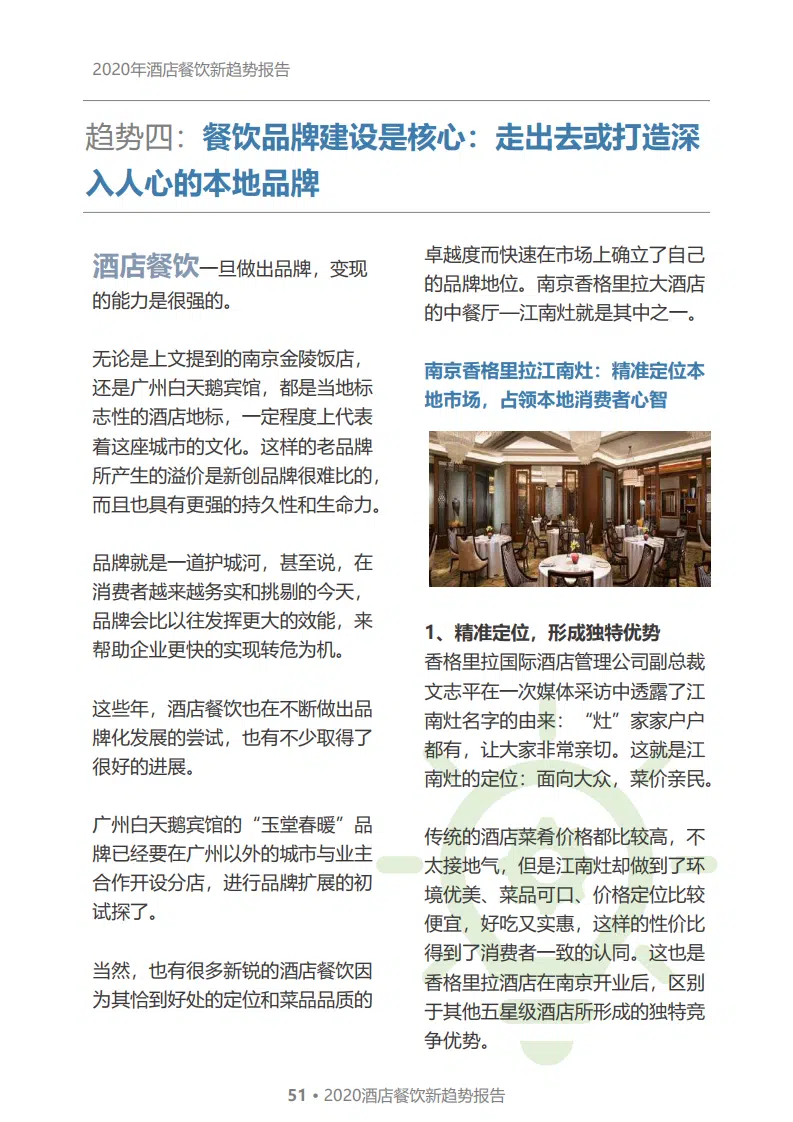 2020年酒店餐饮新趋势报告
趋势四：餐饮品牌建设是核心：走出去或打造深
入人心的本地品牌
酒店餐饮一旦做出品牌，变现
的能力是很强的。
无论是上文提到的南京金陵饭店，
还是广州白天鹅宾馆，都是当地标
志性的酒店地标，一定程度上代表
着这座城市的文化。这样的老品牌
所产生的溢价是新创品牌很难比的，
而且也具有更强的持久性和生命力。
品牌就是一道护城河，甚至说，在
消费者越来越务实和挑剔的今天，
品牌会比以往发挥更大的效能，来
帮助企业更快的实现转危为机。
这些年，酒店餐饮也在不断做出品
牌化发展的尝试，也有不少取得了
很好的进展。
广州白天鹅宾馆的“玉堂春暖”品
牌已经要在广州以外的城市与业主
合作开设分店，进行品牌扩展的初
试探了。
当然，也有很多新锐的酒店餐饮因
为其恰到好处的定位和菜品品质的
卓越度而快速在市场上确立了自己
的品牌地位。南京香格里拉大酒店
的中餐厅—江南灶就是其中之一。
南京香格里拉江南灶：精准定位本
地市场，占领本地消费者心智
1、精准定位，形成独特优势
香格里拉国际酒店管理公司副总裁
文志平在一次媒体采访中透露了江
南灶名字的由来：“灶”家家户户
都有，让大家非常亲切。这就是江
南灶的定位：面向大众，菜价亲民。
传统的酒店菜肴价格都比较高，不
太接地气，但是江南灶却做到了环
境优美、菜品可口、价格定位比较
便宜，好吃又实惠，这样的性价比
得到了消费者一致的认同。这也是
香格里拉酒店在南京开业后，区别
于其他五星级酒店所形成的独特竞
争优势。
51 • 2020酒店餐饮新趋势报告